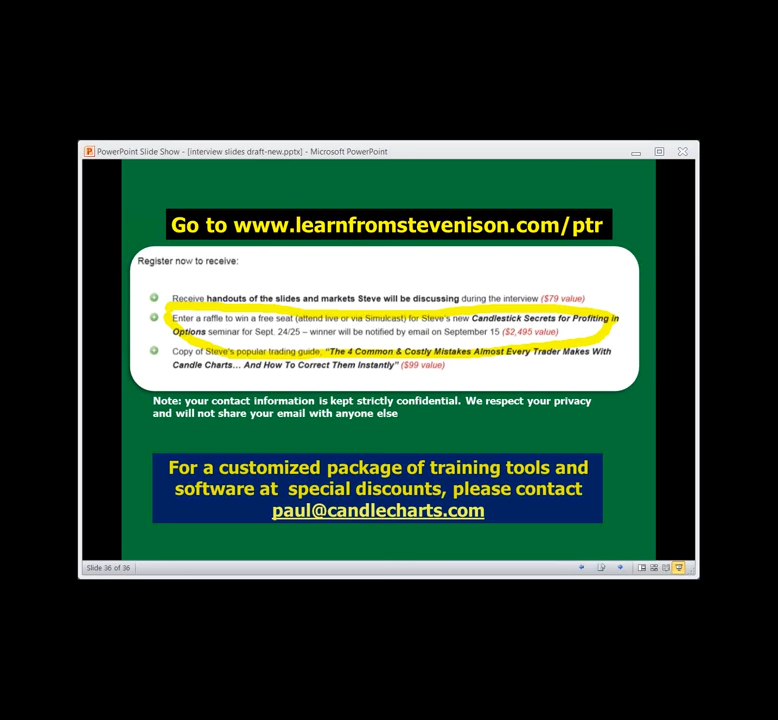 PowerPoint Slide Show - [interview slides draft-new.pptx] - Microsoft PowerPoint
Go to www.learnfromstevenison.com/ptr
Register now to receive:
Receive handouts of the slides and markets Steve will be discussing during the interview ($79 value)
Enter a raffle to win a free seat (attend live or via Simulcast) for Steve's new Candlestick Secrets for Profiting in
Options seminar for Sept. 24/25 – winner will be notified by email on September 15 ($2,495 value)
Copy of Steve's popular trading guide, "The 4 Common & Costly Mistakes Almost Every Trader Makes With
Candle Charts... And How To Correct Them Instantly" ($99 value)
Note: your contact information is kept strictly confidential. We respect your privacy
and will not share your email with anyone else
For a customized package of training tools and
software at special discounts, please contact
paul@candlecharts.com
Slide 36 of 36